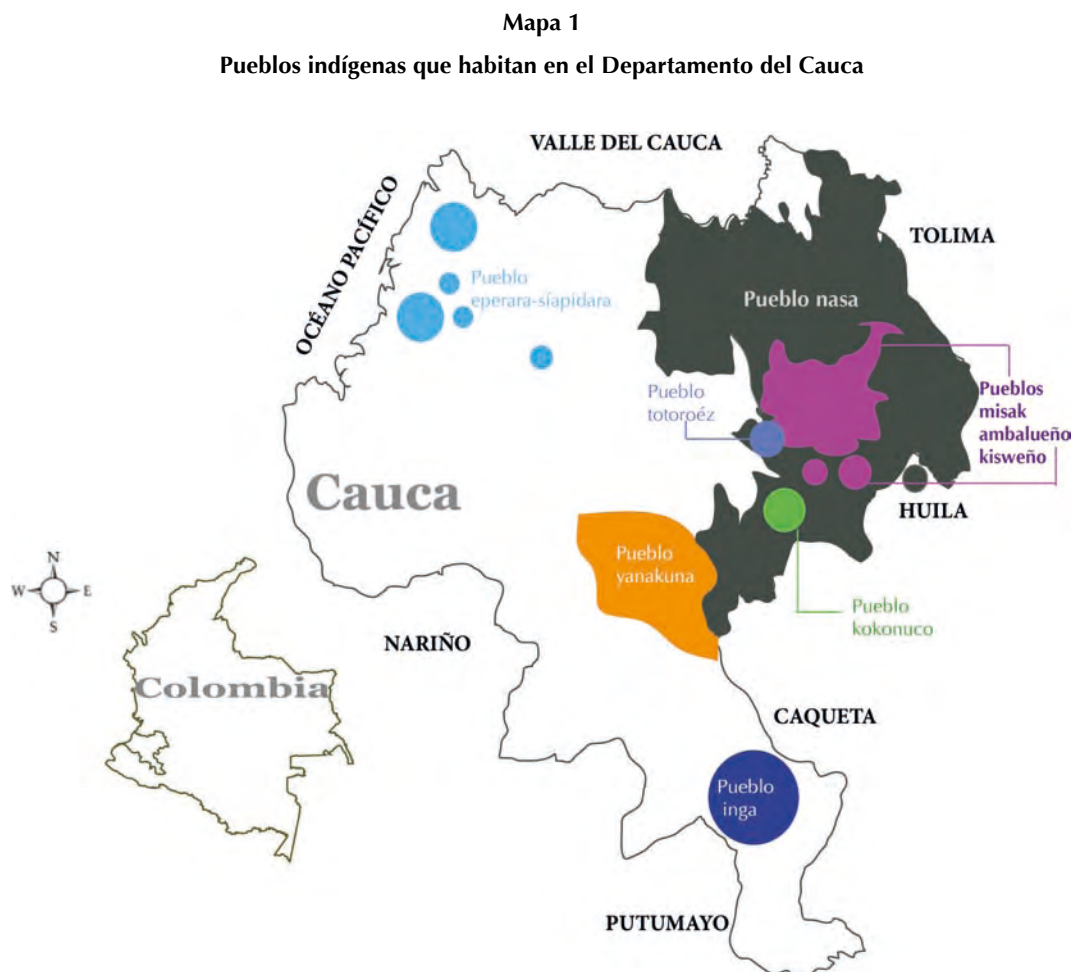 Mapa 1
Pueblos indígenas que habitan en el Departamento del Cauca
VALLE DEL CAUCA
OCÉANO PACÍFICO
TOLIMA
Pueblo
eperara-síapidara
Pueblo nasa
Pueblo
totoroéz
Pueblos
misak
ambalueño
kisweño
Cauca
HUILA
Pueblo
yanakuna
N
W
E
S
Pueblo
kokonuco
NARIÑO
Colombia
CAQUETA
Pueblo
inga
PUTUMAYO